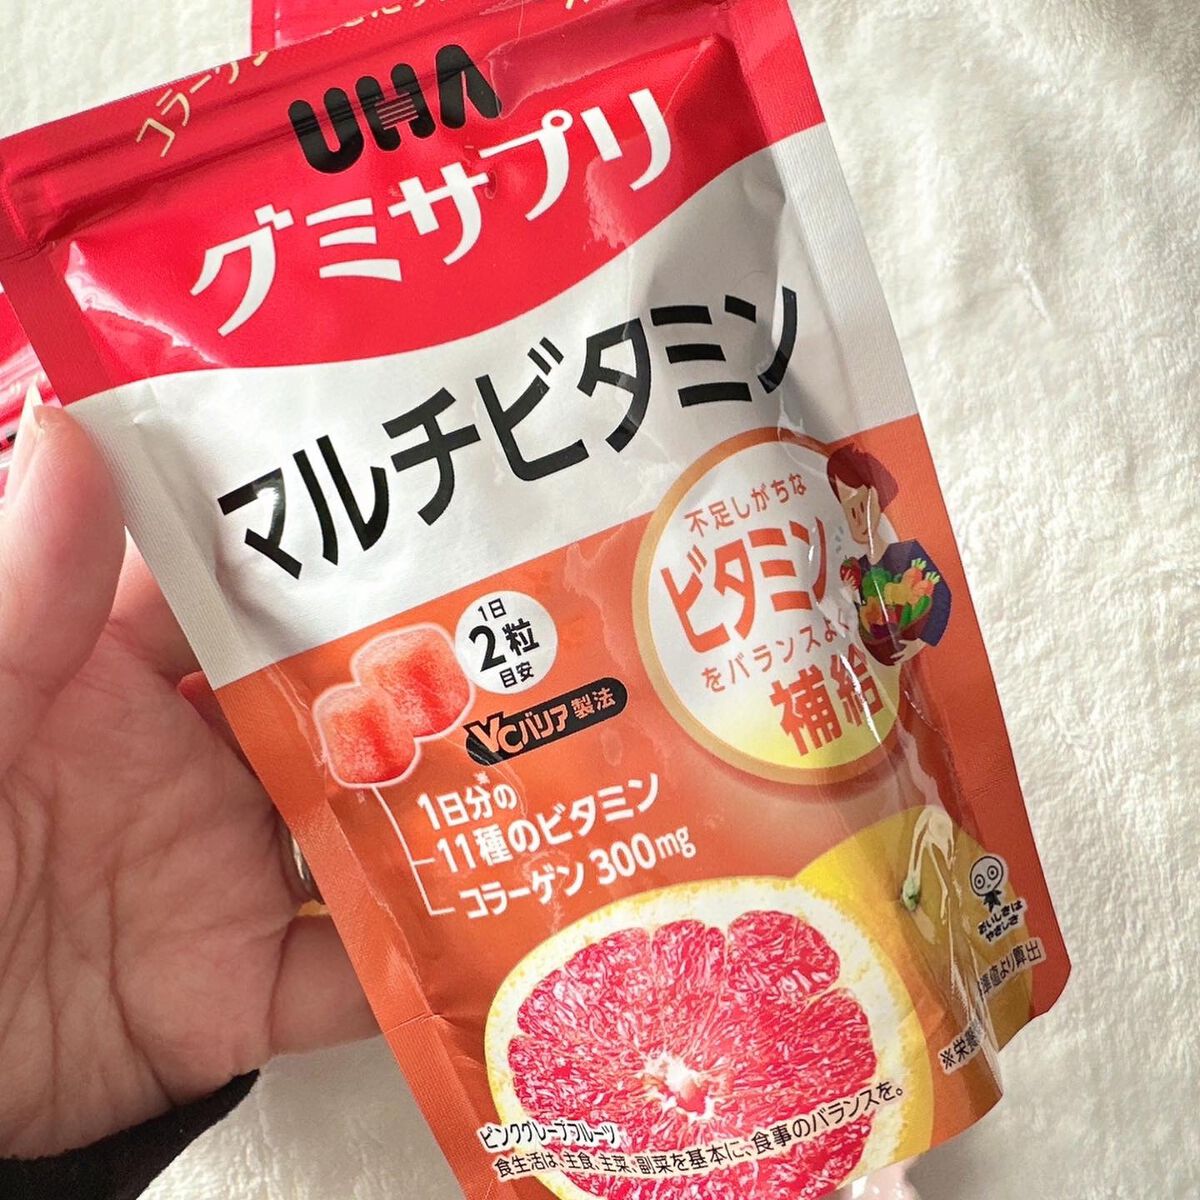 コラーゲン
UHA
グミサプリ
マルチビタミン
不足しがちな
ビタミン
をバランスよく
補給
1日
2粒
目安
VCバリア製法
1日分※の
11種のビタミン
コラーゲン 300mg
おいしさは
やさしさ
ピンクグレープフルーツ
食生活は、主食、主菜、副菜を基本に、食事のバランスを。